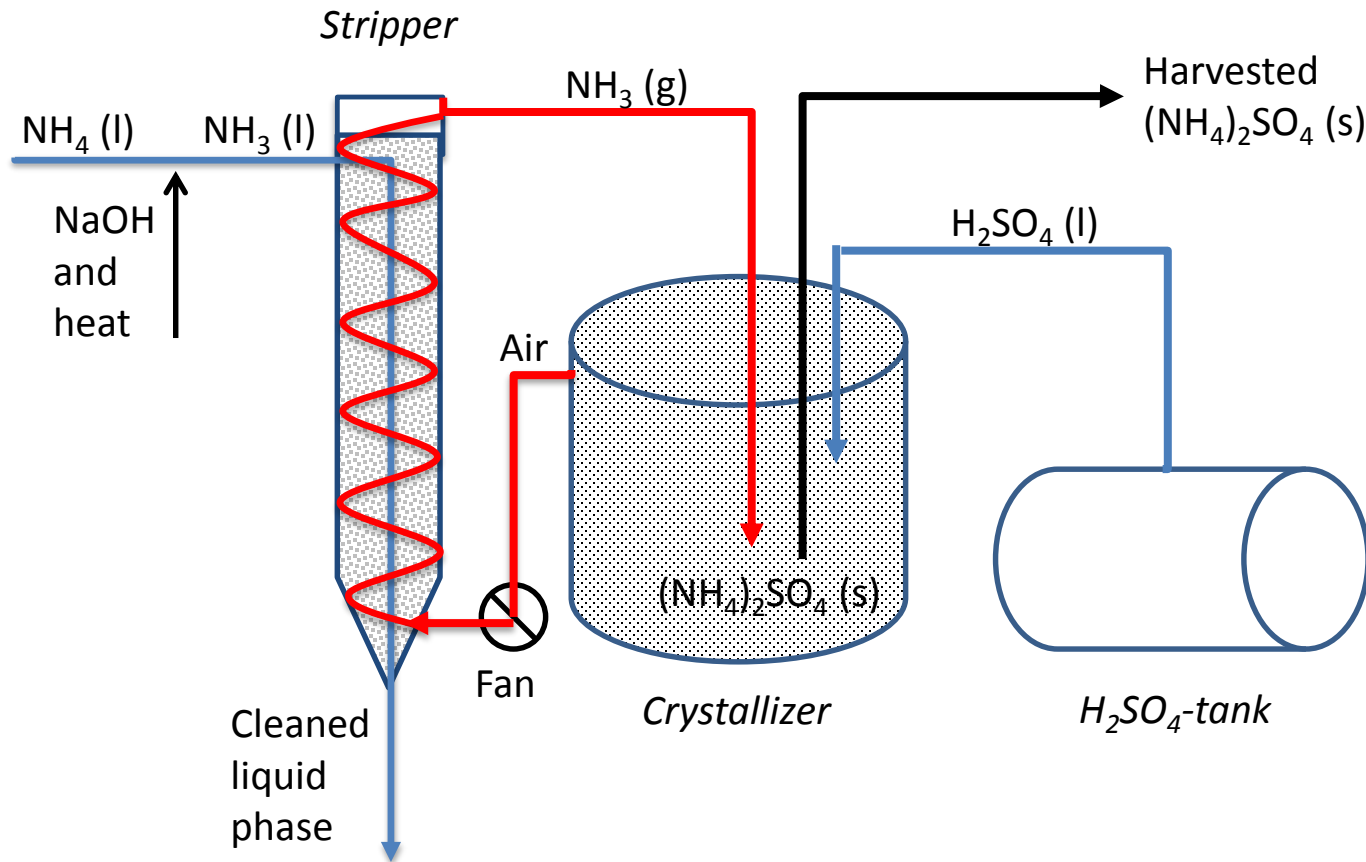 Stripper
NH₃ (g)
Harvested
(NH₄)₂SO₄ (s)
NH₄ (l)
NH₃ (l)
NaOH
and
heat
H₂SO₄ (l)
Air
(NH₄)₂SO₄ (s)
Fan
Crystallizer
H₂SO₄-tank
Cleaned
liquid
phase